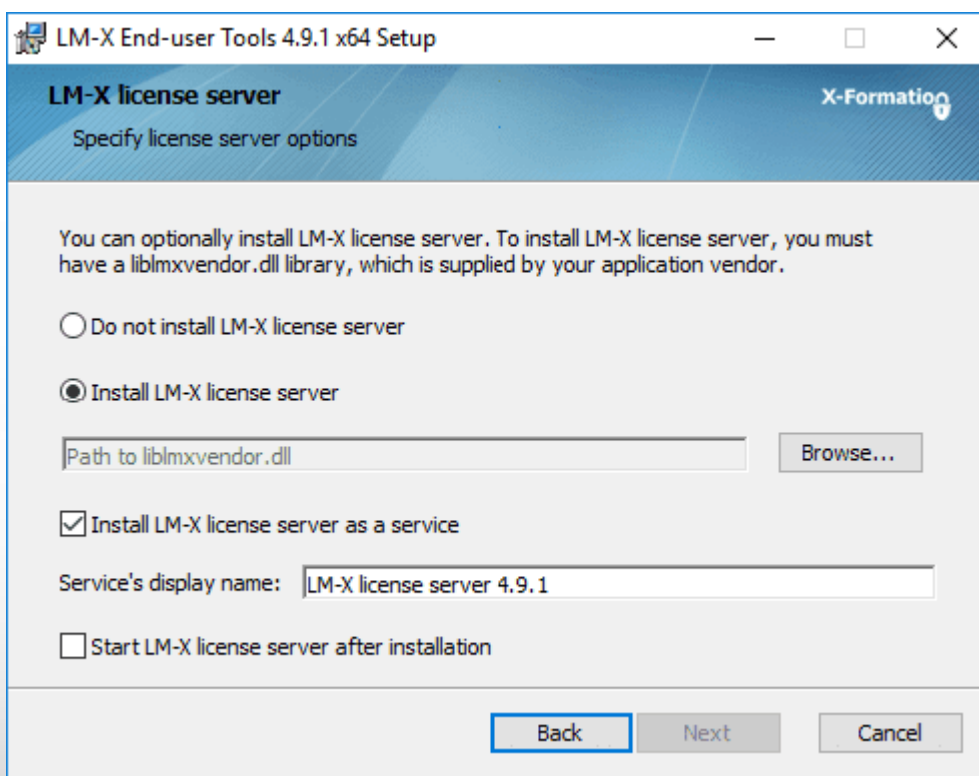 LM-X End-user Tools 4.9.1 x64 Setup
LM-X license server
X-Formation
Specify license server options
You can optionally install LM-X license server. To install LM-X license server, you must
have a liblmxvendor.dll library, which is supplied by your application vendor.
Do not install LM-X license server
Install LM-X license server
Path to liblmxvendor.dll
Browse...
Install LM-X license server as a service
Service's display name:
LM-X license server 4.9.1
Start LM-X license server after installation
Back
Next
Cancel